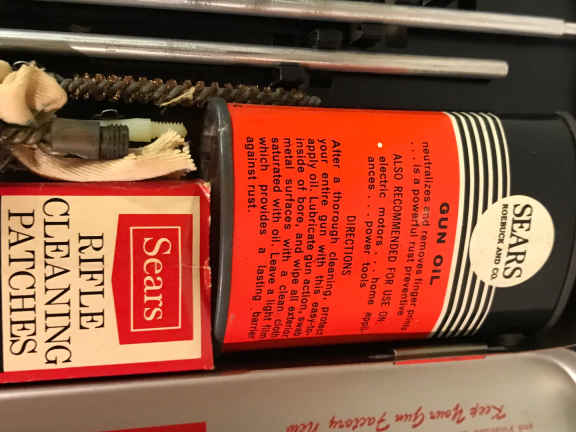 SEARS
ROEBUCK AND CO.
GUN OIL
neutralizes and removes finger prints
. . . is a powerful rust preventive
ALSO RECOMMENDED FOR USE ON
• electric motors . . . home appli-
ances . . . power tools
DIRECTIONS
After a thorough cleaning, protect
your entire gun with this easy-to-
apply oil. Lubricate gun action, swab
inside of bore, and wipe all exterior
metal surfaces with a clean cloth
saturated with oil. Leave a light film
which provides a lasting barrier
against rust.
Sears
RIFLE
CLEANING
PATCHES
Keep Your Gun Factory New